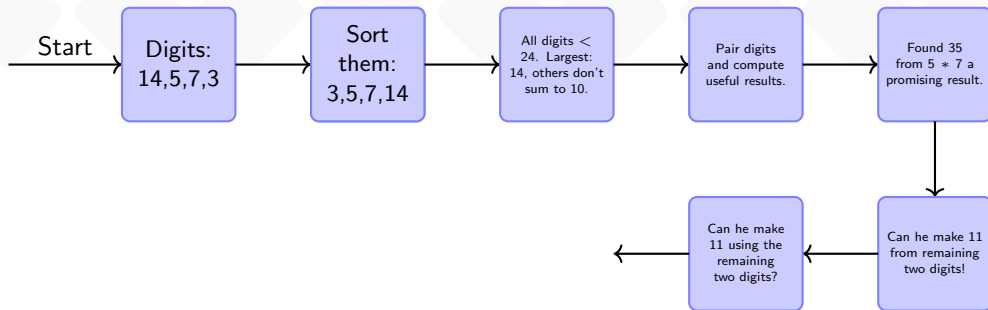 Start
Digits:
14,5,7,3
Sort
them:
3,5,7,14
All digits <
24. Largest:
14, others don't
sum to 10.
Pair digits
and compute
useful results.
Found 35
from 5 * 7 a
promising result.
Can he make 11
from remaining
two digits!
Can he make
11 using the
remaining
two digits?